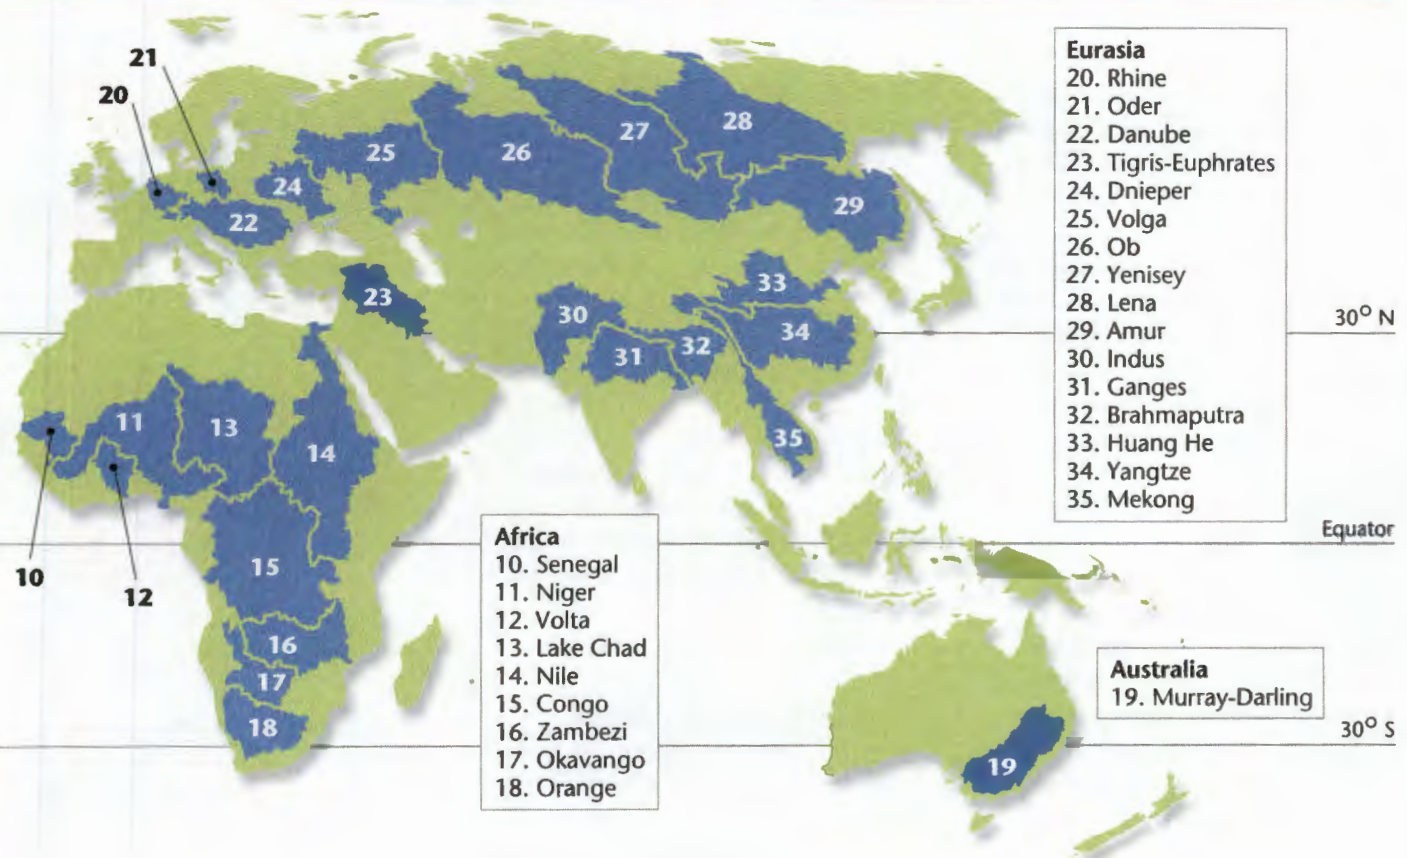 21
20
28
27
25
26
24
29
22
33
23
30
34
32
31
11
13
35
14
10
12
15
16
17
18
19
Eurasia
20. Rhine
21. Oder
22. Danube
23. Tigris-Euphrates
24. Dnieper
25. Volga
26. Ob
27. Yenisey
28. Lena
29. Amur
30. Indus
31. Ganges
32. Brahmaputra
33. Huang He
34. Yangtze
35. Mekong
30° N
Equator
Africa
10. Senegal
11. Niger
12. Volta
13. Lake Chad
14. Nile
15. Congo
16. Zambezi
17. Okavango
18. Orange
Australia
19. Murray-Darling
30° S